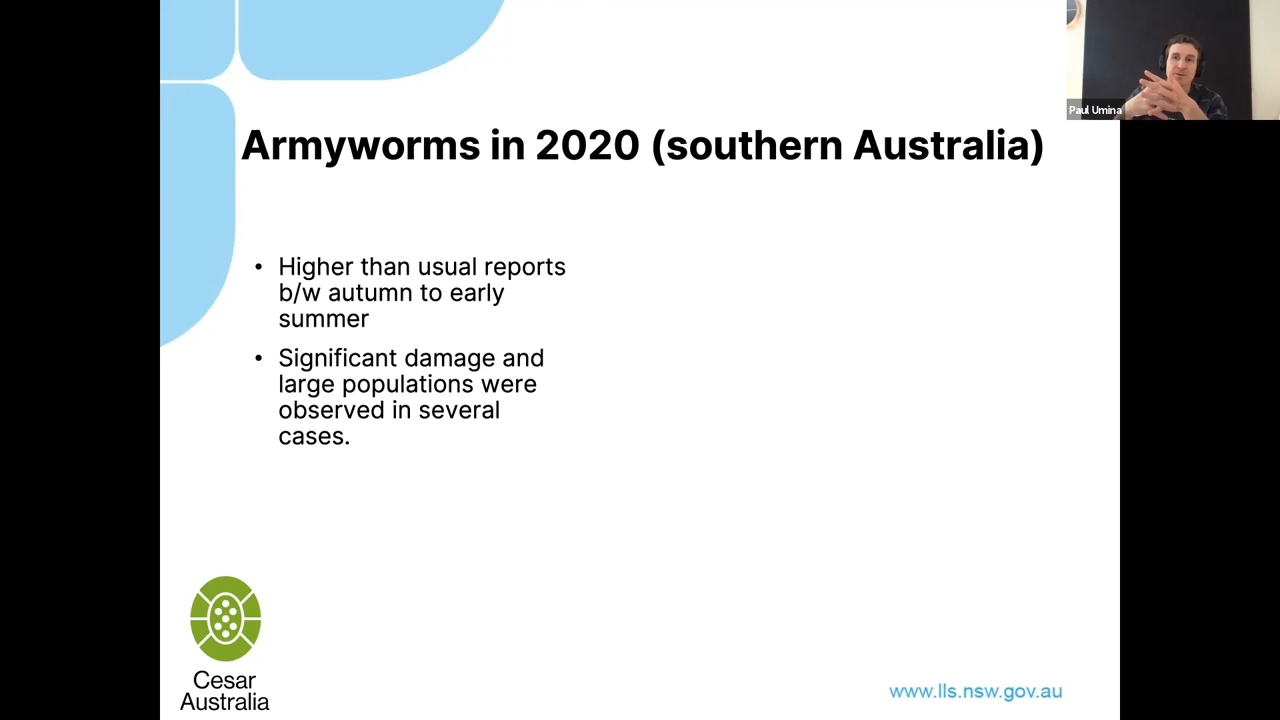 Paul Umina
Armyworms in 2020 (southern Australia)
• Higher than usual reports
b/w autumn to early
summer
• Significant damage and
large populations were
observed in several
cases.
Cesar
Australia
www.lls.nsw.gov.au